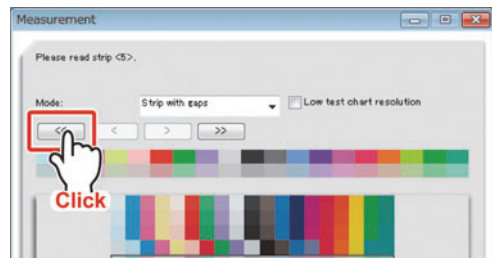 Measurement
Please read strip <5>.
Mode: Strip with gaps Low test chart resolution
<< < > >>
Click